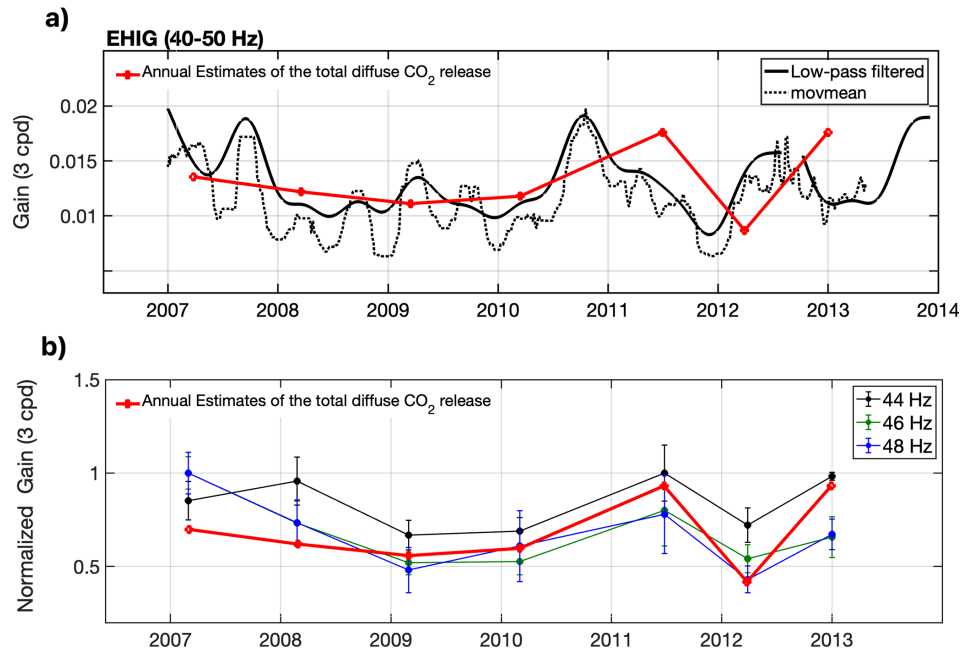 a)
EHIG (40-50 Hz)
Annual Estimates of the total diffuse CO2 release
Low-pass filtered
movmean
Gain (3 cpd)
0.02
0.015
0.01
2007 2008 2009 2010 2011 2012 2013 2014
b)
Annual Estimates of the total diffuse CO2 release
44 Hz
46 Hz
48 Hz
Normalized Gain (3 cpd)
1.5
1
0.5
2007 2008 2009 2010 2011 2012 2013